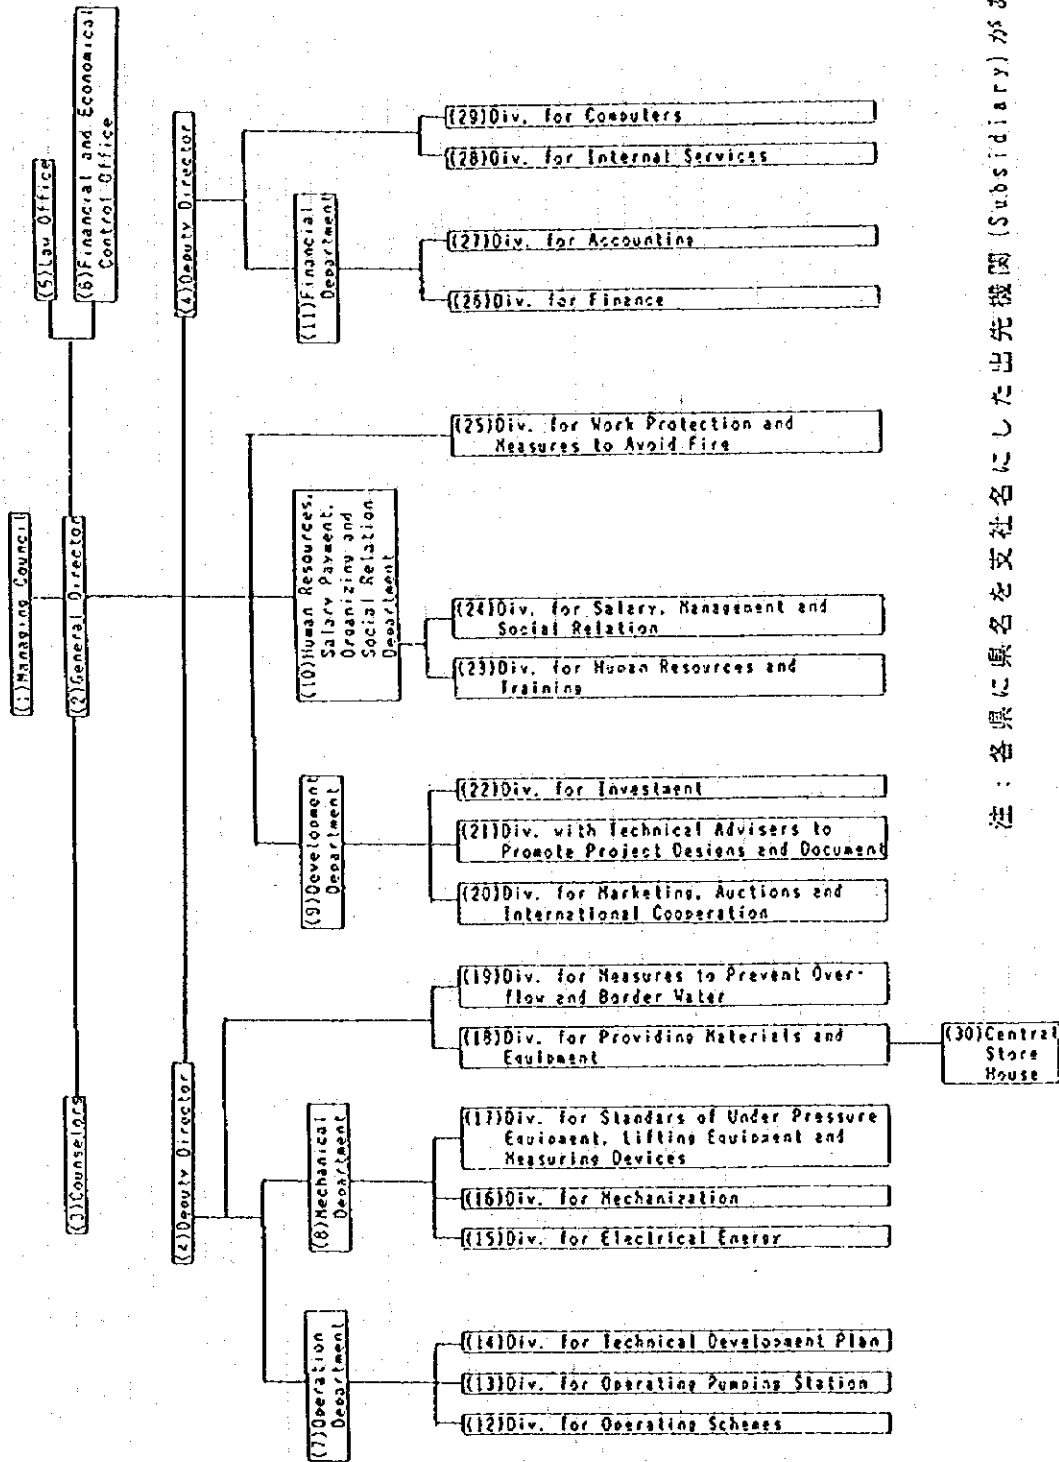 (1)Managing Council
(2)General Director
(3)Counselors
(5)Law Office
(6)Financial and Economical
Control Office
(4)Deputy Director
(4)Deputy Director
(7)Operation
Department
(8)Mechanical
Department
(9)Development
Department
(10)Human Resources,
Salary Payment,
Organizing and
Social Relation
Department
(11)Financial
Department
(12)Div. for Operating Schemes
(13)Div. for Operating Pumping Station
(14)Div. for Technical Development Plan
(15)Div. for Electrical Energy
(16)Div. for Mechanization
(17)Div. for Standars of Under Pressure
Equipment, Lifting Equipment and
Measuring Devices
(18)Div. for Providing Materials and
Equipment
(19)Div. for Measures to Prevent Over-
flow and Border Water
(20)Div. for Marketing, Auctions and
International Cooperation
(21)Div. with Technical Advisers to
Promote Project Designs and Document
(22)Div. for Investment
(23)Div. for Human Resources and
Training
(24)Div. for Salary, Management and
Social Relation
(25)Div. for Work Protection and
Measures to Avoid Fire
(26)Div. for Finance
(27)Div. for Accounting
(28)Div. for Internal Services
(29)Div. for Computers
(30)Central
Store
House
注：各県に県名を支社名にした出先機関(Subsidiary)が